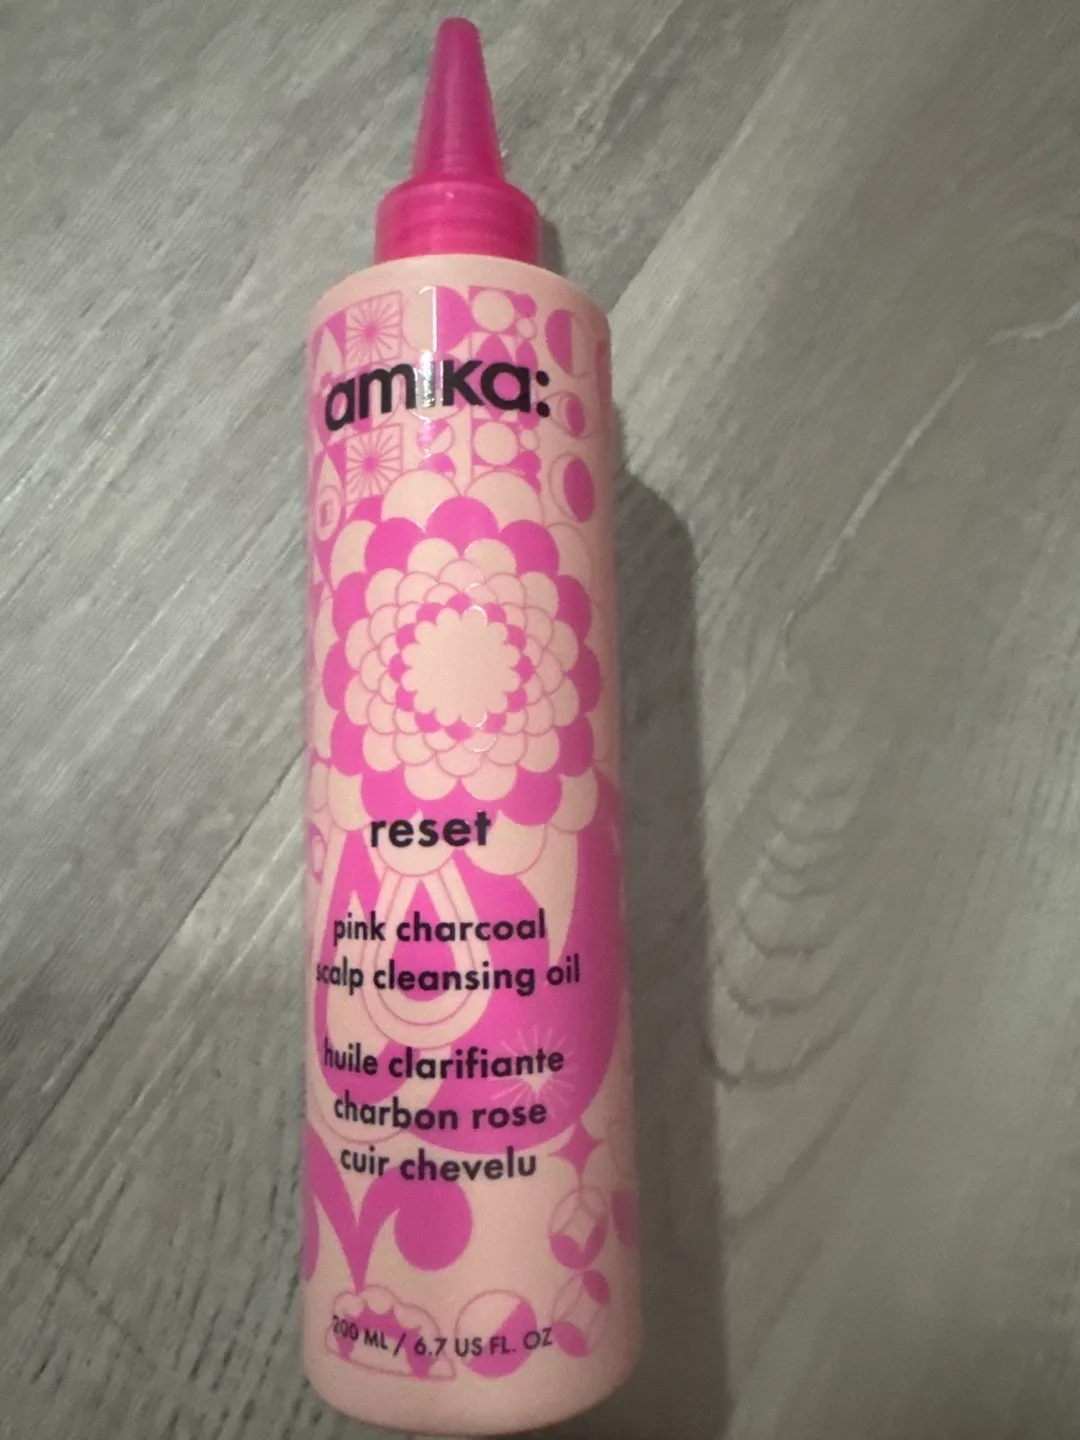 amika:
reset
pink charcoal
scalp cleansing oil
huile clarifiante
charbon rose
cuir chevelu
200 ML / 6.7 US FL. OZ